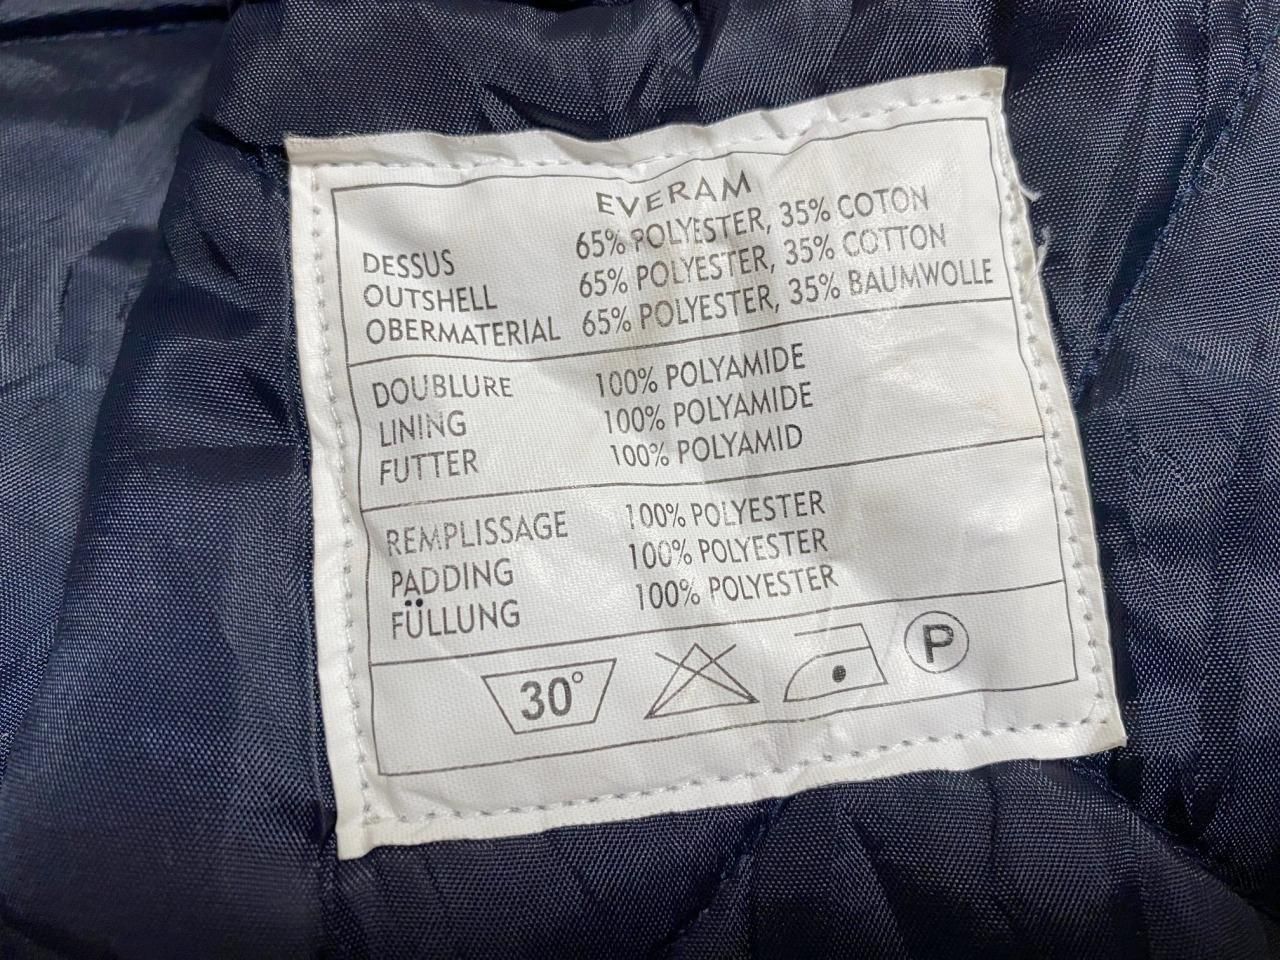 EVERAM
DESSUS 65% POLYESTER, 35% COTON
OUTSHELL 65% POLYESTER, 35% COTTON
OBERMATERIAL 65% POLYESTER, 35% BAUMWOLLE
DOUBLURE 100% POLYAMIDE
LINING 100% POLYAMIDE
FUTTER 100% POLYAMID
REMPLISSAGE 100% POLYESTER
PADDING 100% POLYESTER
FÜLLUNG 100% POLYESTER
30° P